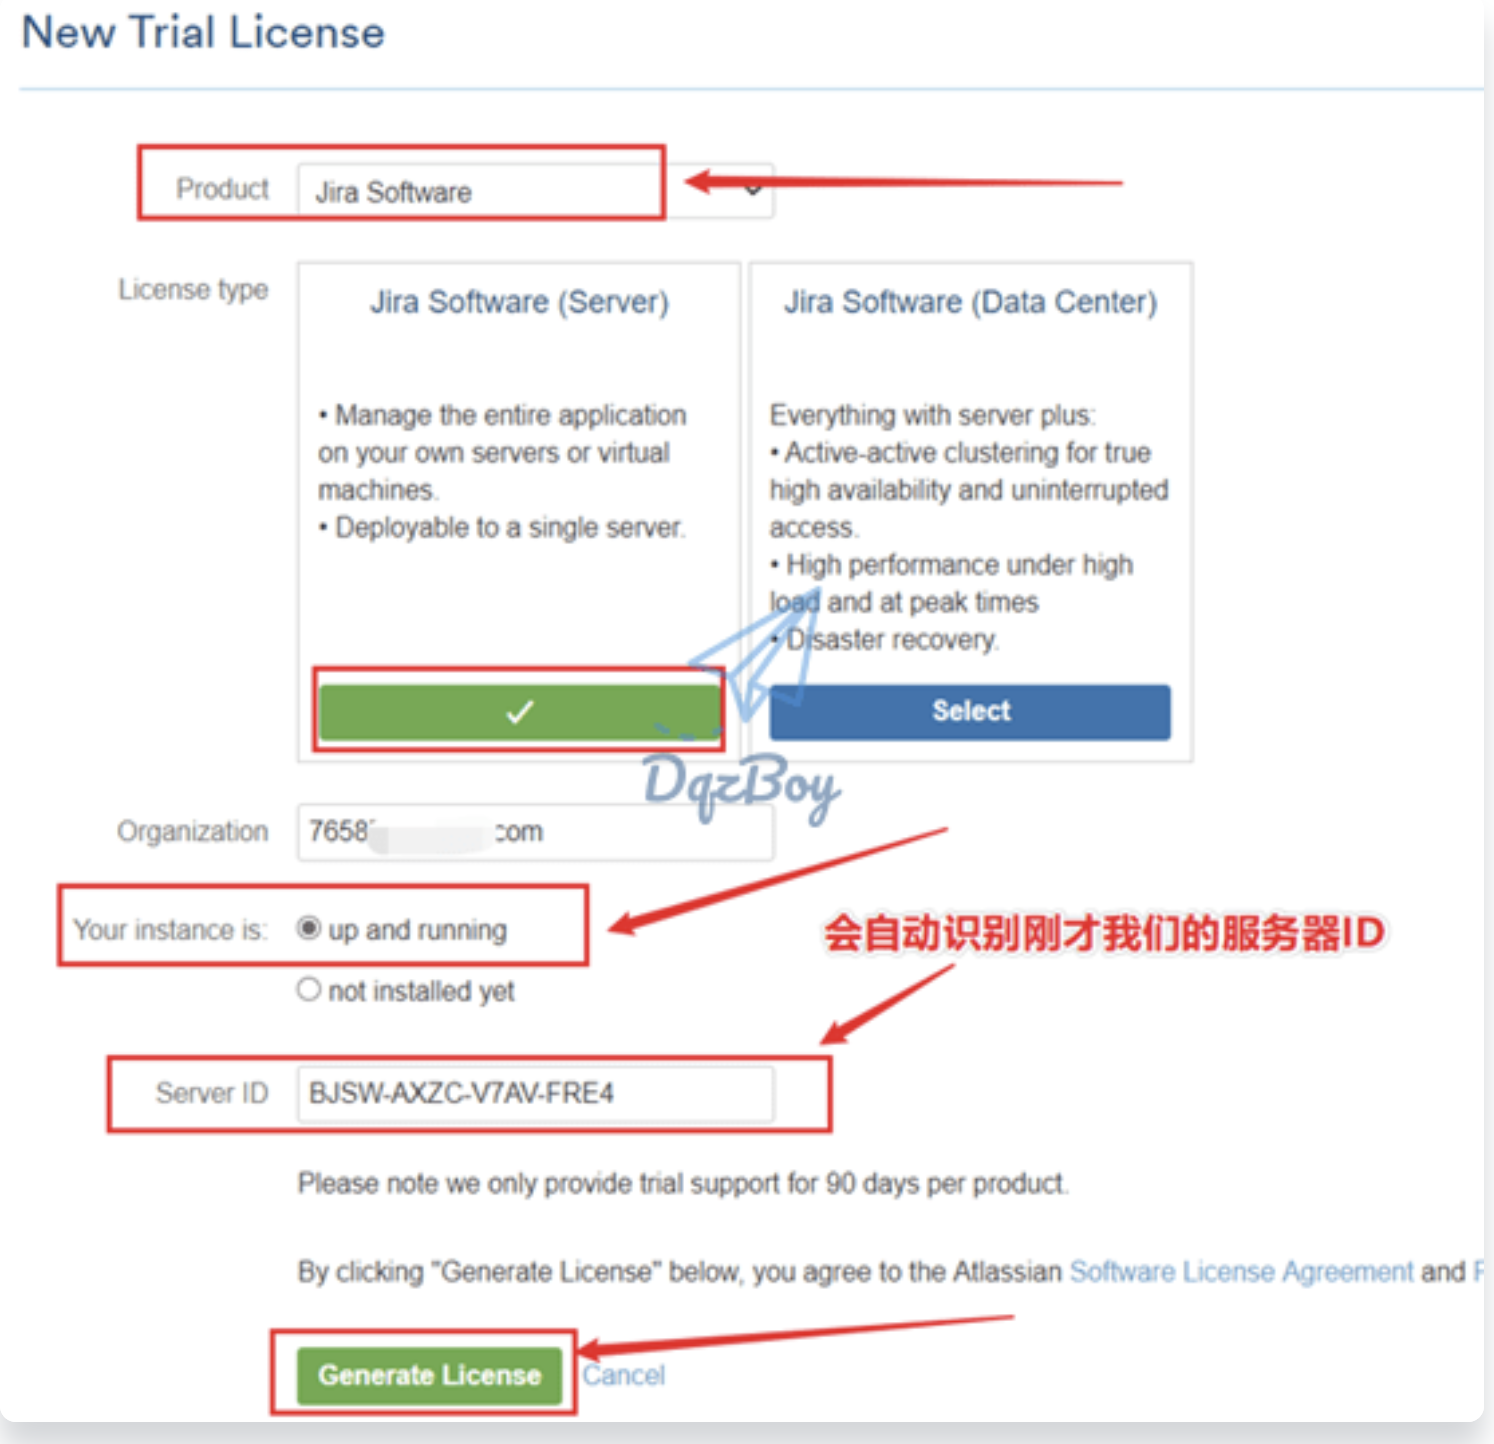 New Trial License
Product
Jira Software
License type
Jira Software (Server)
• Manage the entire application
on your own servers or virtual
machines.
• Deployable to a single server.
Jira Software (Data Center)
Everything with server plus:
• Active-active clustering for true
high availability and uninterrupted
access.
• High performance under high
load and at peak times
• Disaster recovery.
Select
DqzBoy
Organization
7658 com
Your instance is:
up and running
not installed yet
会自动识别刚才我们的服务器ID
Server ID
BJSW-AXZC-V7AV-FRE4
Please note we only provide trial support for 90 days per product.
By clicking "Generate License" below, you agree to the Atlassian Software License Agreement and
Generate License
Cancel